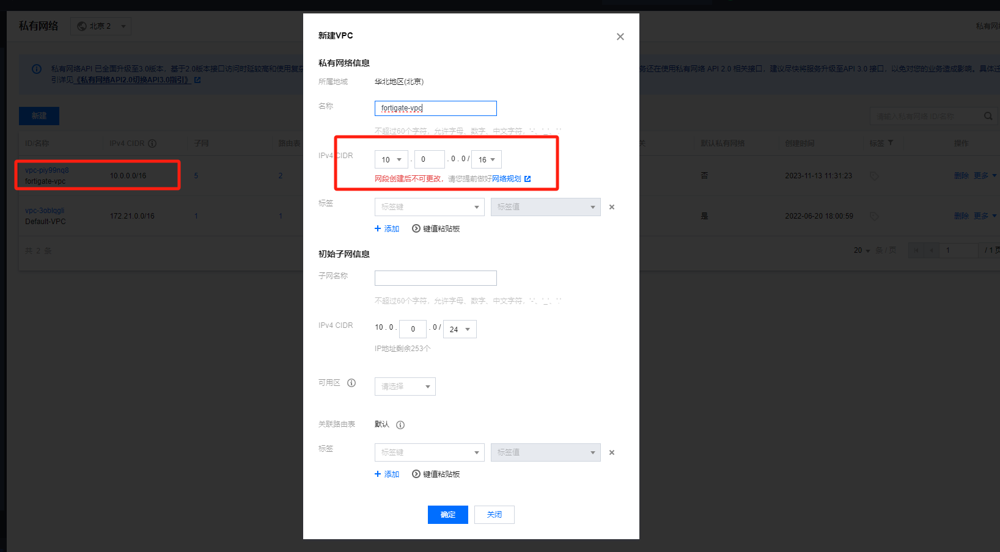 私有网络
北京 2
私有网
私有网络API 已全面升级至3.0版本，基于2.0版本接口访问时延较高和使用复杂
务还在使用私有网络 API 2.0 相关接口，建议尽快将服务升级至API 3.0 接口，以免对您的业务造成影响。具体迁
引详见《私有网络API2.0切换API3.0指引》
新建
请输入私有网络 ID/名称
ID/名称
IPv4 CIDR
子网
路由表
关
默认私有网络
创建时间
标签
操作
vpc-piy99nq8
fortigate-vpc
10.0.0.0/16
5
2
否
2023-11-13 11:31:23
删除 更多
vpc-3oblqgli
Default-VPC
172.21.0.0/16
1
1
是
2022-06-20 18:00:59
删除 更多
共 2 条
20 条 / 页
1
/ 1 页
新建VPC
私有网络信息
所属地域
华北地区(北京)
名称
fortigate-vpc
不超过60个字符，允许字母、数字、中文字符，'-'、'_'、'.'
IPv4 CIDR
10 . 0 . 0 . 0 / 16
网段创建后不可更改，请您提前做好网络规划
标签
标签键
标签值
添加
键值粘贴板
初始子网信息
子网名称
不超过60个字符，允许字母、数字、中文字符，'-'、'_'、'.'
IPv4 CIDR
10 . 0 . 0 . 0 / 24
IP地址剩余253个
可用区
请选择
关联路由表
默认
标签
标签键
标签值
添加
键值粘贴板
确定
关闭